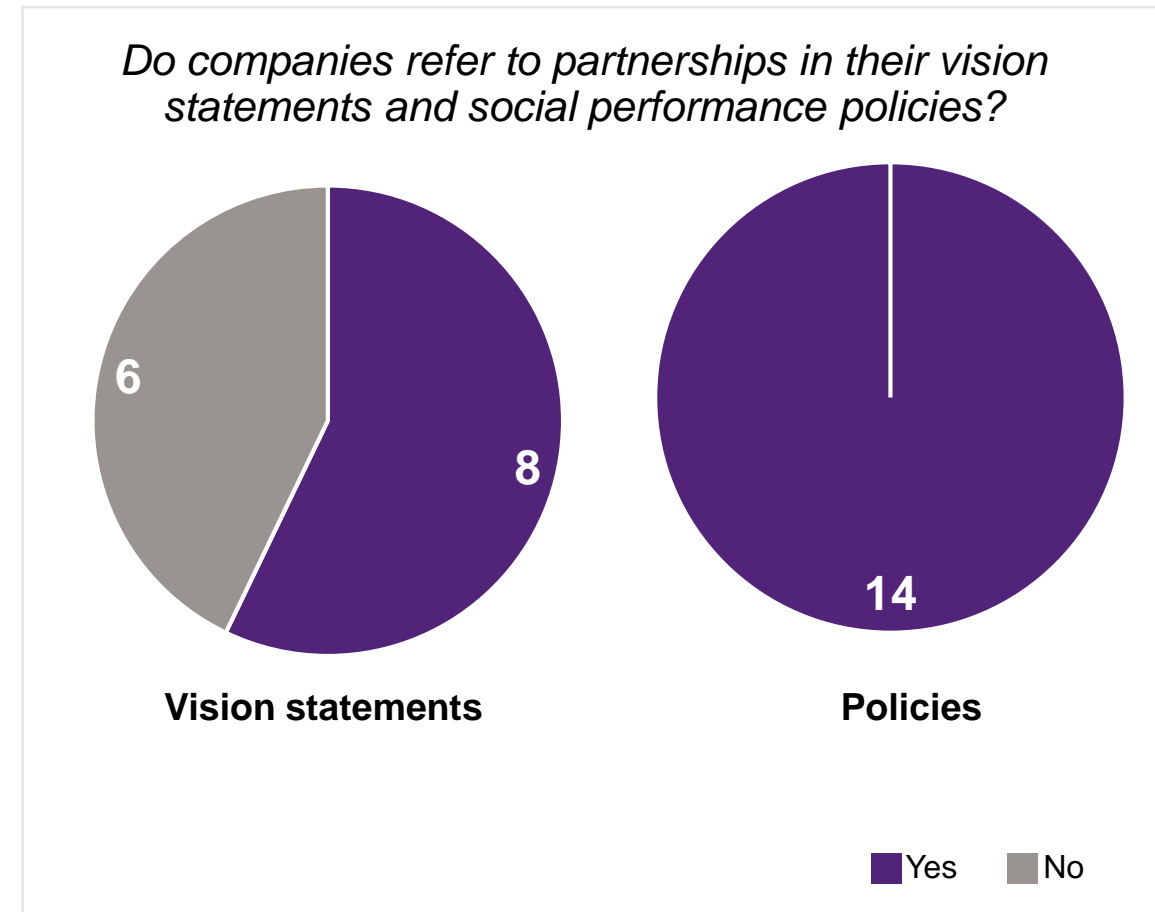 Do companies refer to partnerships in their vision
statements and social performance policies?
6
8
14
Vision statements
Policies
Yes
No